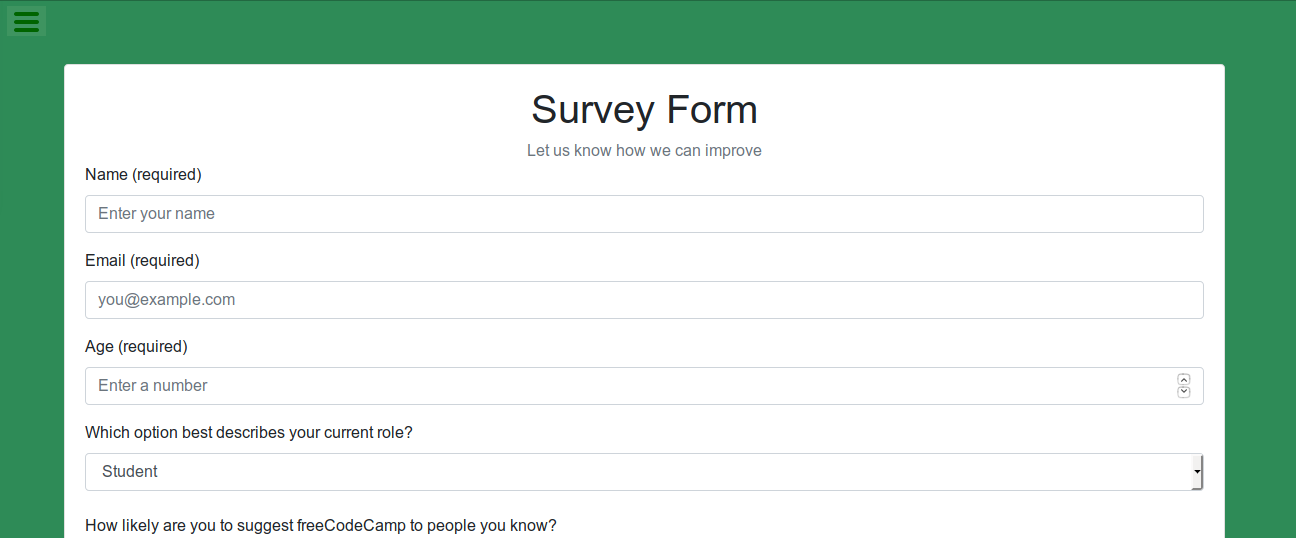 Survey Form
Let us know how we can improve
Name (required)
Enter your name
Email (required)
you@example.com
Age (required)
Enter a number
Which option best describes your current role?
Student
How likely are you to suggest freeCodeCamp to people you know?